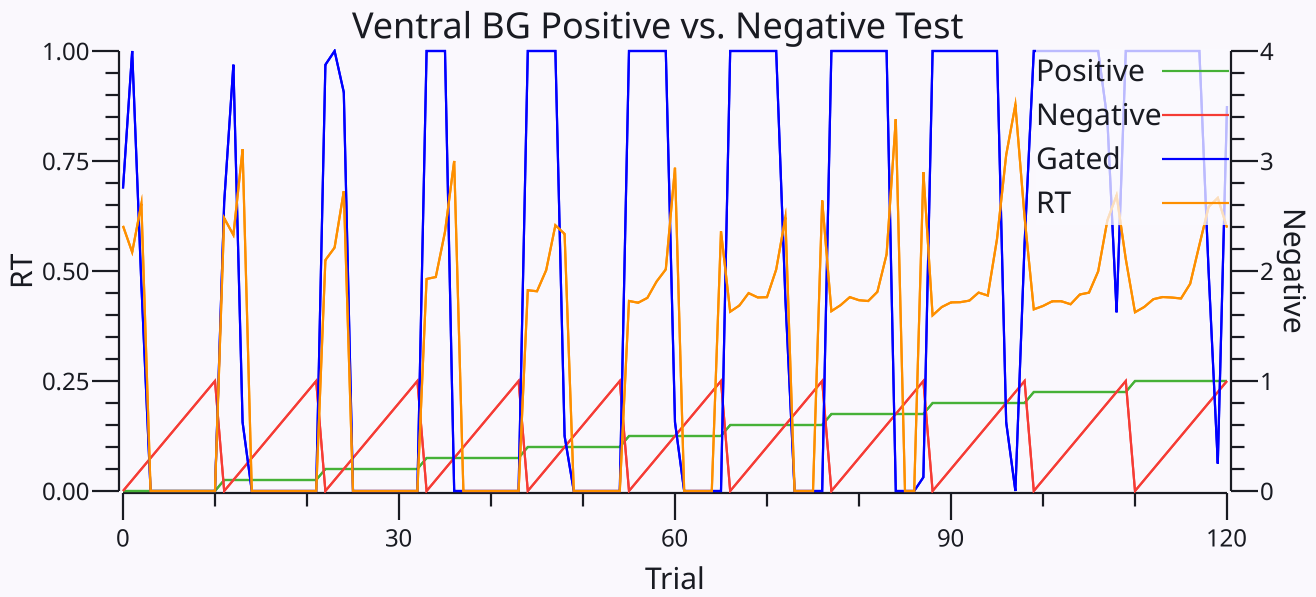 Ventral BG Positive vs. Negative Test
1.00
0.75
0.50
0.25
0.00
RT
4
3
2
1
0
Negative
Positive
Negative
Gated
RT
0
30
60
90
120
Trial